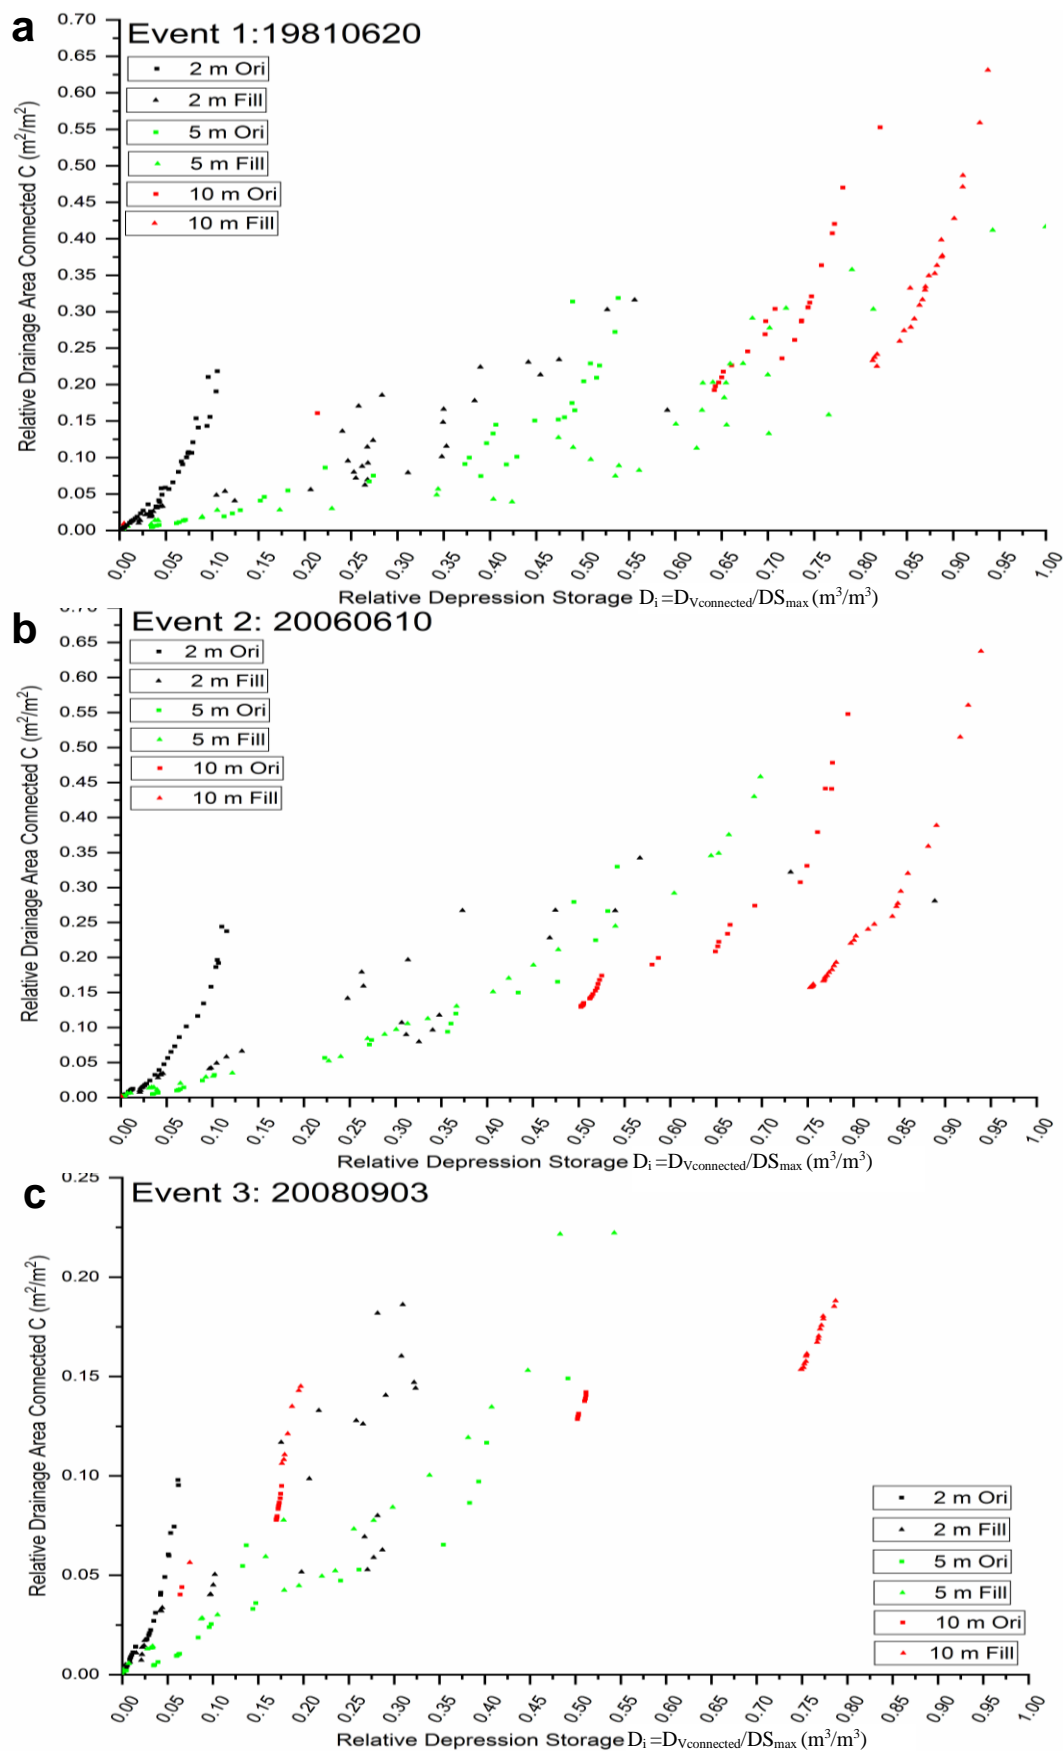 a
Event 1:19810620
0.70
0.65
0.60
0.55
0.50
0.45
0.40
0.35
0.30
0.25
0.20
0.15
0.10
0.05
0.00
Relative Drainage Area Connected C (m²/m²)
2 m Ori
2 m Fill
5 m Ori
5 m Fill
10 m Ori
10 m Fill
0.00 0.05 0.10 0.15 0.20 0.25 0.30 0.35 0.40 0.45 0.50 0.55 0.60 0.65 0.70 0.75 0.80 0.85 0.90 0.95 1.00
Relative Depression Storage Di=DVconnected/DSmax (m³/m³)
b
Event 2: 20060610
0.70
0.65
0.60
0.55
0.50
0.45
0.40
0.35
0.30
0.25
0.20
0.15
0.10
0.05
0.00
Relative Drainage Area Connected C (m²/m²)
2 m Ori
2 m Fill
5 m Ori
5 m Fill
10 m Ori
10 m Fill
0.00 0.05 0.10 0.15 0.20 0.25 0.30 0.35 0.40 0.45 0.50 0.55 0.60 0.65 0.70 0.75 0.80 0.85 0.90 0.95 1.00
Relative Depression Storage Di=DVconnected/DSmax (m³/m³)
c
Event 3: 20080903
0.25
0.20
0.15
0.10
0.05
0.00
Relative Drainage Area Connected C (m²/m²)
2 m Ori
2 m Fill
5 m Ori
5 m Fill
10 m Ori
10 m Fill
0.00 0.05 0.10 0.15 0.20 0.25 0.30 0.35 0.40 0.45 0.50 0.55 0.60 0.65 0.70 0.75 0.80 0.85 0.90 0.95 1.00
Relative Depression Storage Di=DVconnected/DSmax (m³/m³)